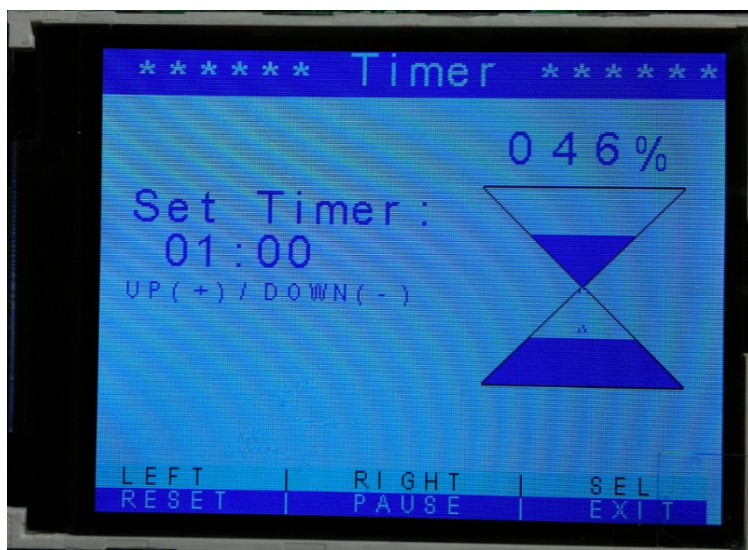 ****** Timer ******
046%
Set Timer:
01:00
UP(+)/DOWN(-)
LEFT | RIGHT | SEL
RESET | PAUSE | EXIT